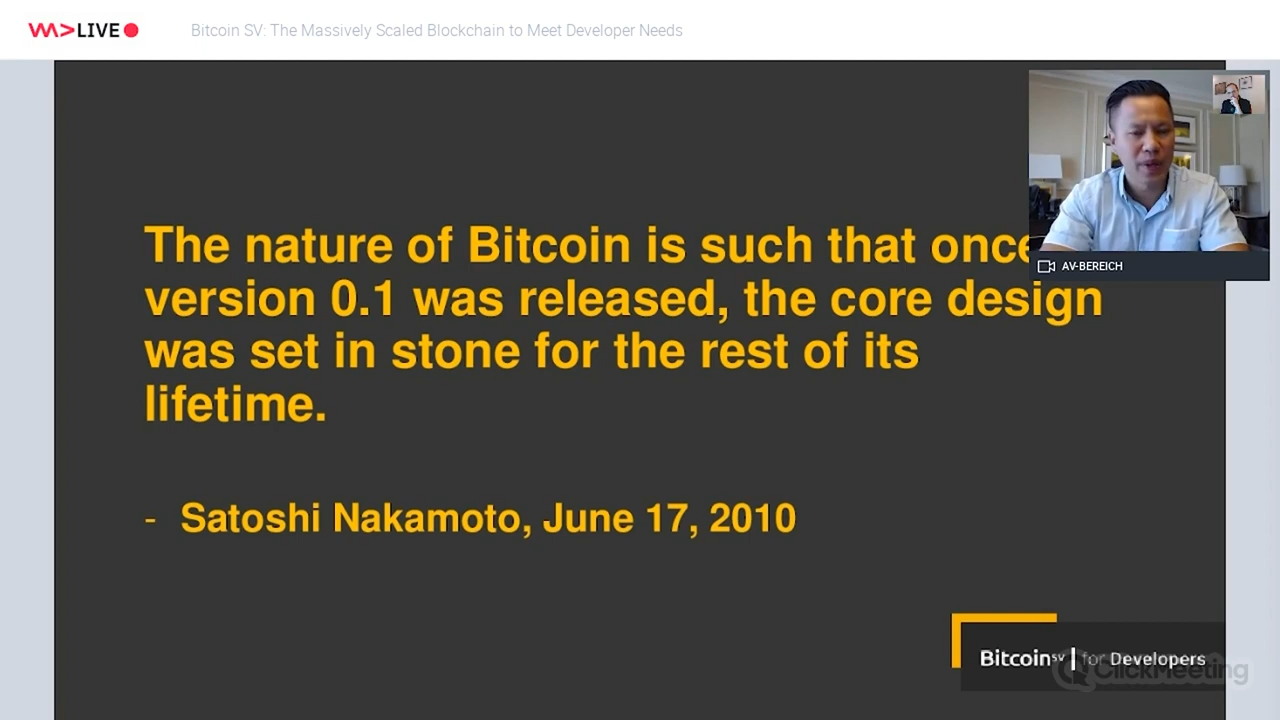 WA>LIVE
Bitcoin SV: The Massively Scaled Blockchain to Meet Developer Needs
The nature of Bitcoin is such that once
version 0.1 was released, the core design
was set in stone for the rest of its
lifetime.
- Satoshi Nakamoto, June 17, 2010
AV-BEREICH
Bitcoin SV | for Developers
ClickMeeting